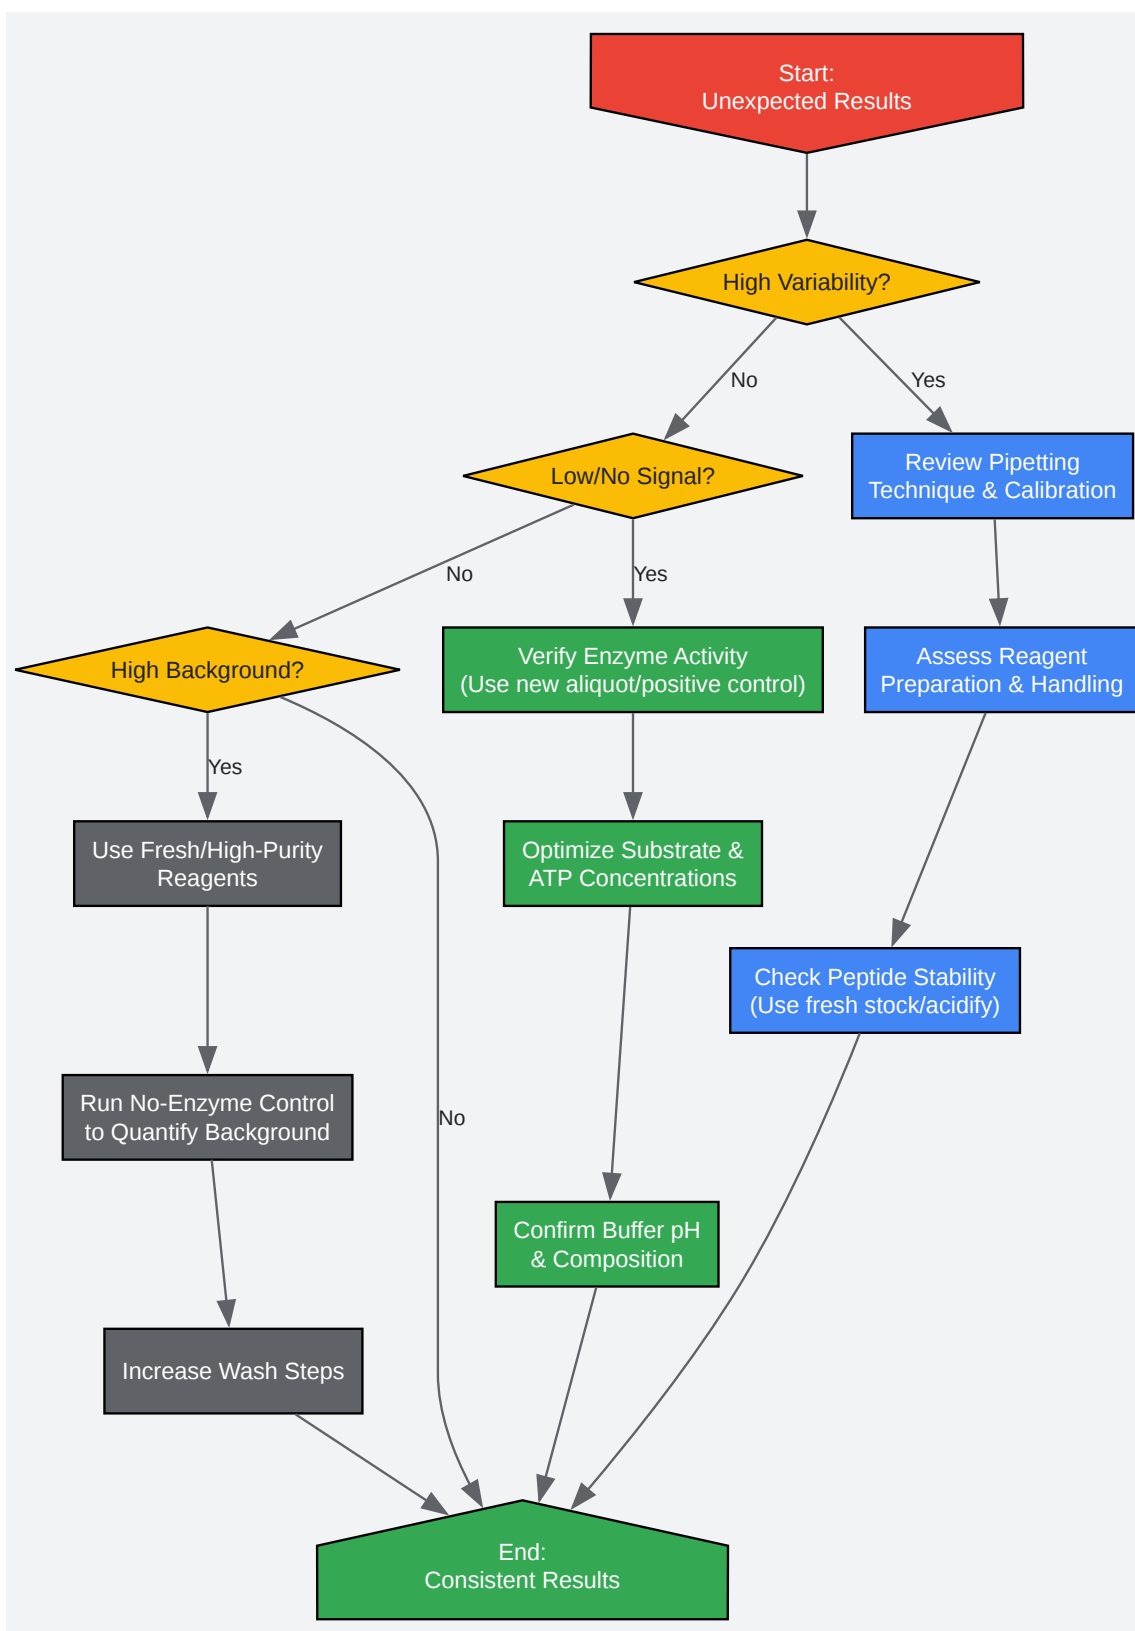 Start:
Unexpected Results
High Variability?
No
Yes
Low/No Signal?
Review Pipetting
Technique & Calibration
No
Yes
High Background?
Verify Enzyme Activity
(Use new aliquot/positive control)
Assess Reagent
Preparation & Handling
Yes
Use Fresh/High-Purity
Reagents
Optimize Substrate &
ATP Concentrations
Check Peptide Stability
(Use fresh stock/acidify)
Run No-Enzyme Control
to Quantify Background
No
Confirm Buffer pH
& Composition
Increase Wash Steps
End:
Consistent Results